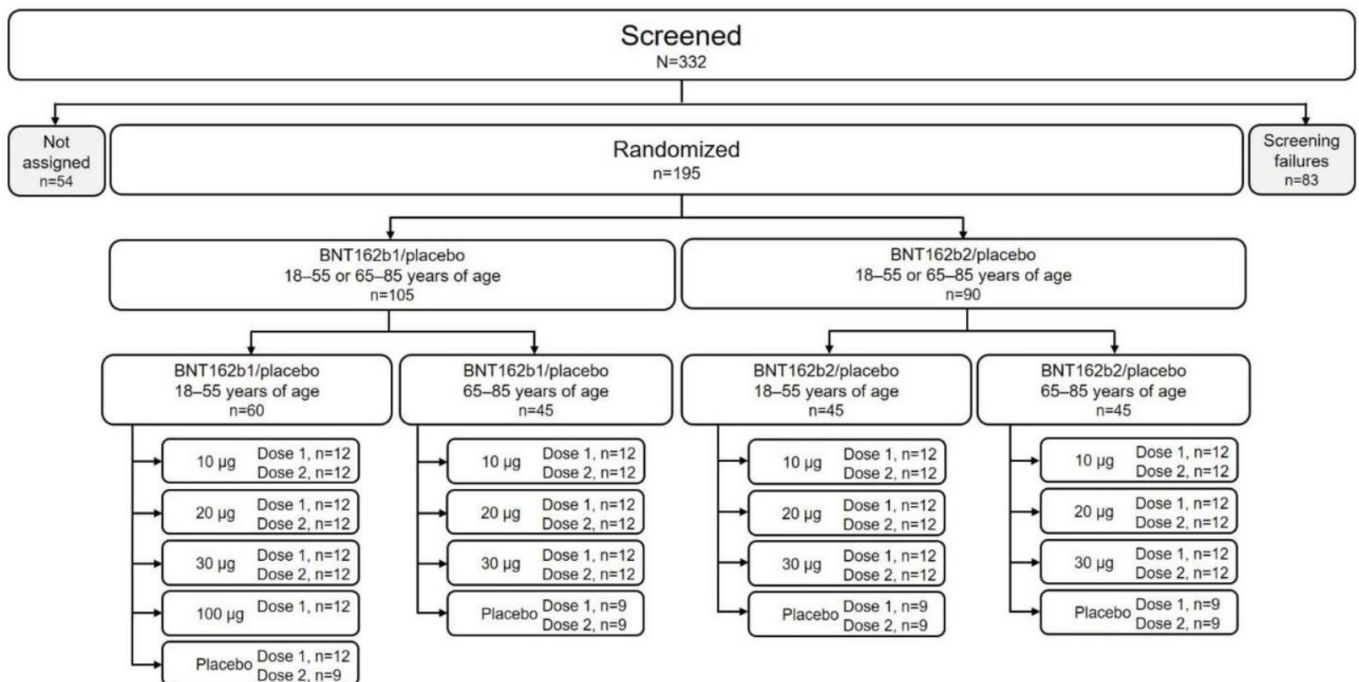 Screened
N=332
Not
assigned
n=54
Randomized
n=195
Screening
failures
n=83
BNT162b1/placebo
18–55 or 65–85 years of age
n=105
BNT162b2/placebo
18–55 or 65–85 years of age
n=90
BNT162b1/placebo
18–55 years of age
n=60
10 µg Dose 1, n=12
Dose 2, n=12
20 µg Dose 1, n=12
Dose 2, n=12
30 µg Dose 1, n=12
Dose 2, n=12
100 µg Dose 1, n=12
Placebo Dose 1, n=12
Dose 2, n=9
BNT162b1/placebo
65–85 years of age
n=45
10 µg Dose 1, n=12
Dose 2, n=12
20 µg Dose 1, n=12
Dose 2, n=12
30 µg Dose 1, n=12
Dose 2, n=12
Placebo Dose 1, n=9
Dose 2, n=9
BNT162b2/placebo
18–55 years of age
n=45
10 µg Dose 1, n=12
Dose 2, n=12
20 µg Dose 1, n=12
Dose 2, n=12
30 µg Dose 1, n=12
Dose 2, n=12
Placebo Dose 1, n=9
Dose 2, n=9
BNT162b2/placebo
65–85 years of age
n=45
10 µg Dose 1, n=12
Dose 2, n=12
20 µg Dose 1, n=12
Dose 2, n=12
30 µg Dose 1, n=12
Dose 2, n=12
Placebo Dose 1, n=9
Dose 2, n=9